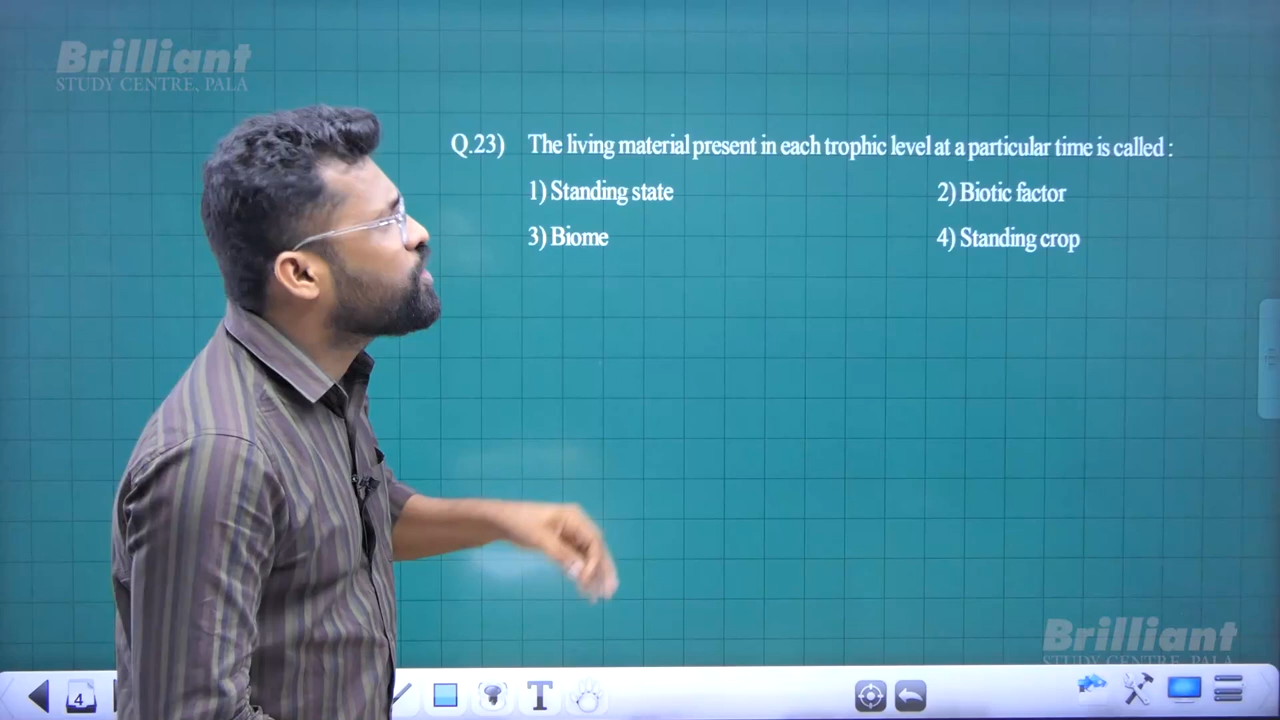 Brilliant
STUDY CENTRE, PALA
Q.23) The living material present in each trophic level at a particular time is called :
1) Standing state 2) Biotic factor
3) Biome 4) Standing crop
Brilliant
STUDY CENTRE, PALA
4 T